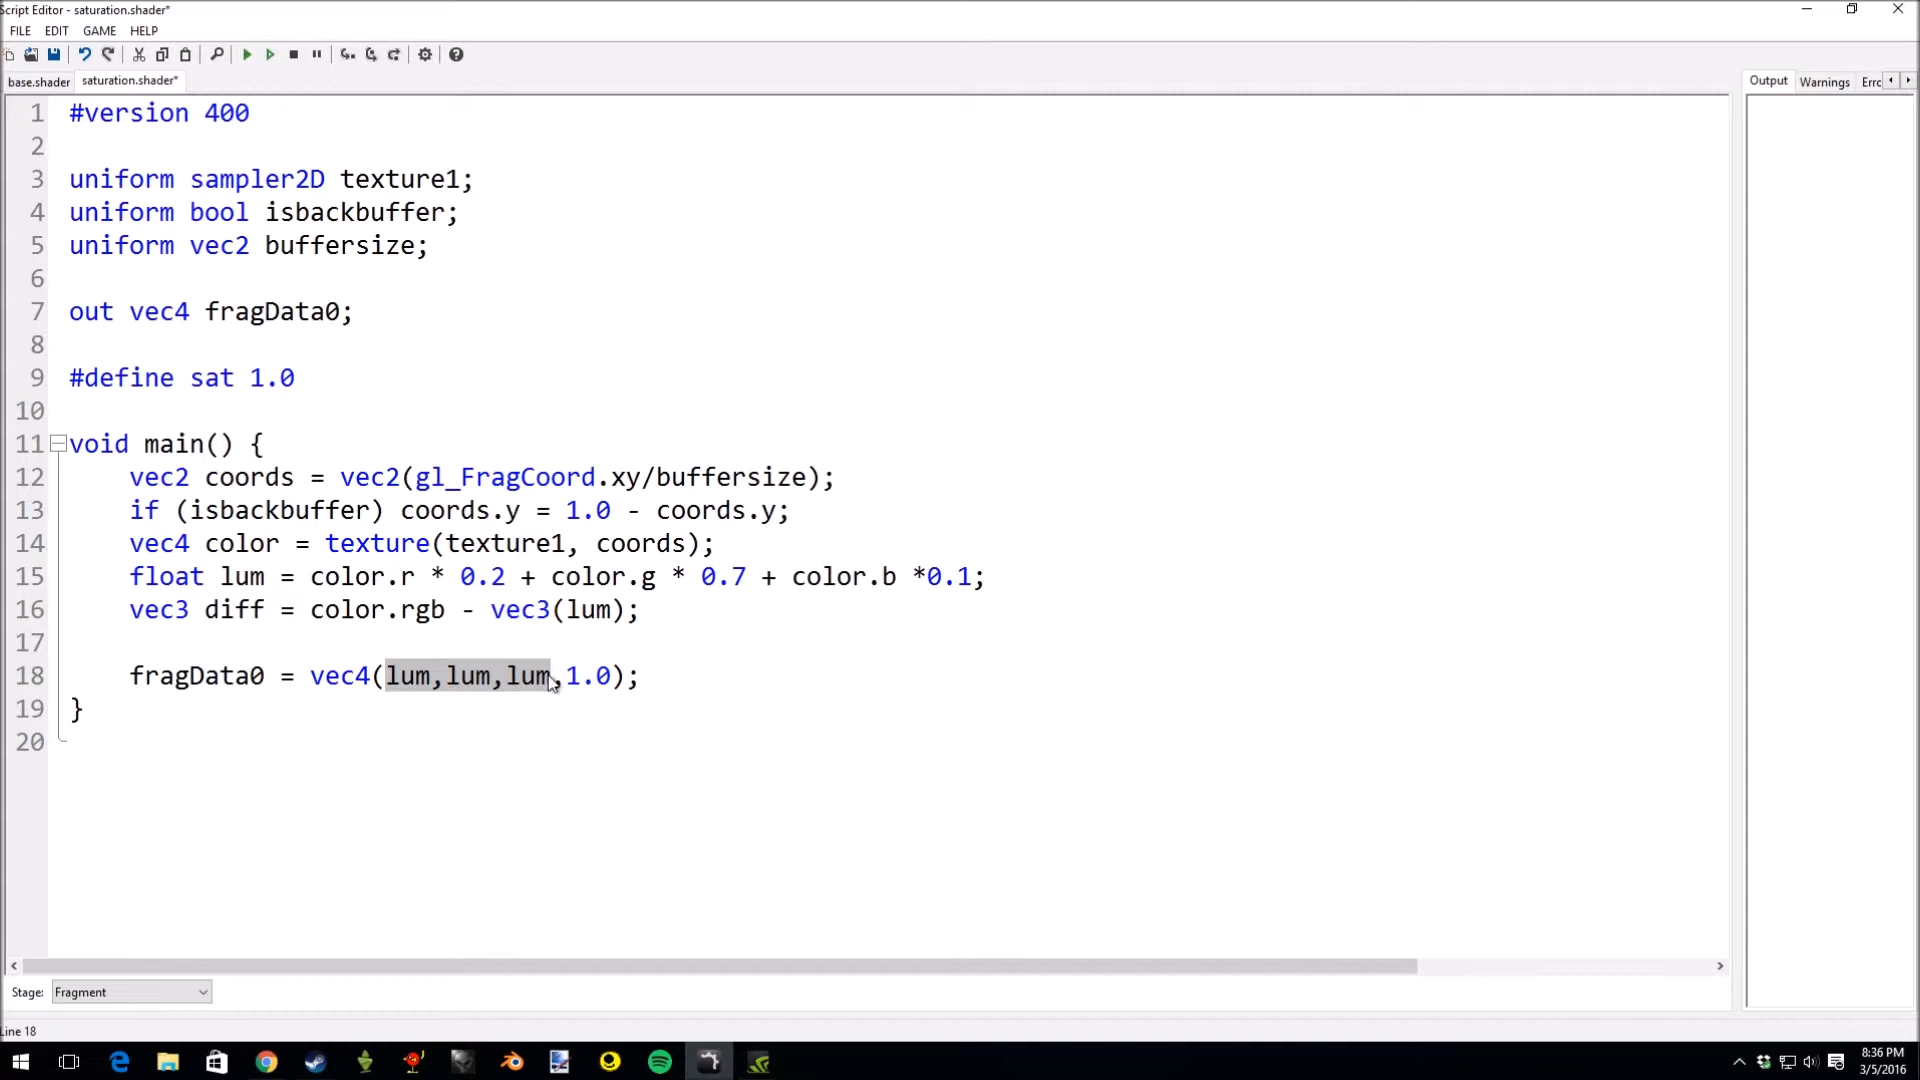 Script Editor - saturation.shader*
FILE EDIT GAME HELP
base.shader saturation.shader*
Output Warnings Erro
1 #version 400
2
3 uniform sampler2D texture1;
4 uniform bool isbackbuffer;
5 uniform vec2 buffersize;
6
7 out vec4 fragData0;
8
9 #define sat 1.0
10
11 void main() {
12 vec2 coords = vec2(gl_FragCoord.xy/buffersize);
13 if (isbackbuffer) coords.y = 1.0 - coords.y;
14 vec4 color = texture(texture1, coords);
15 float lum = color.r * 0.2 + color.g * 0.7 + color.b *0.1;
16 vec3 diff = color.rgb - vec3(lum);
17
18 fragData0 = vec4(lum,lum,lum,1.0);
19 }
20
Stage: Fragment
Line 18
8:36 PM
3/5/2016